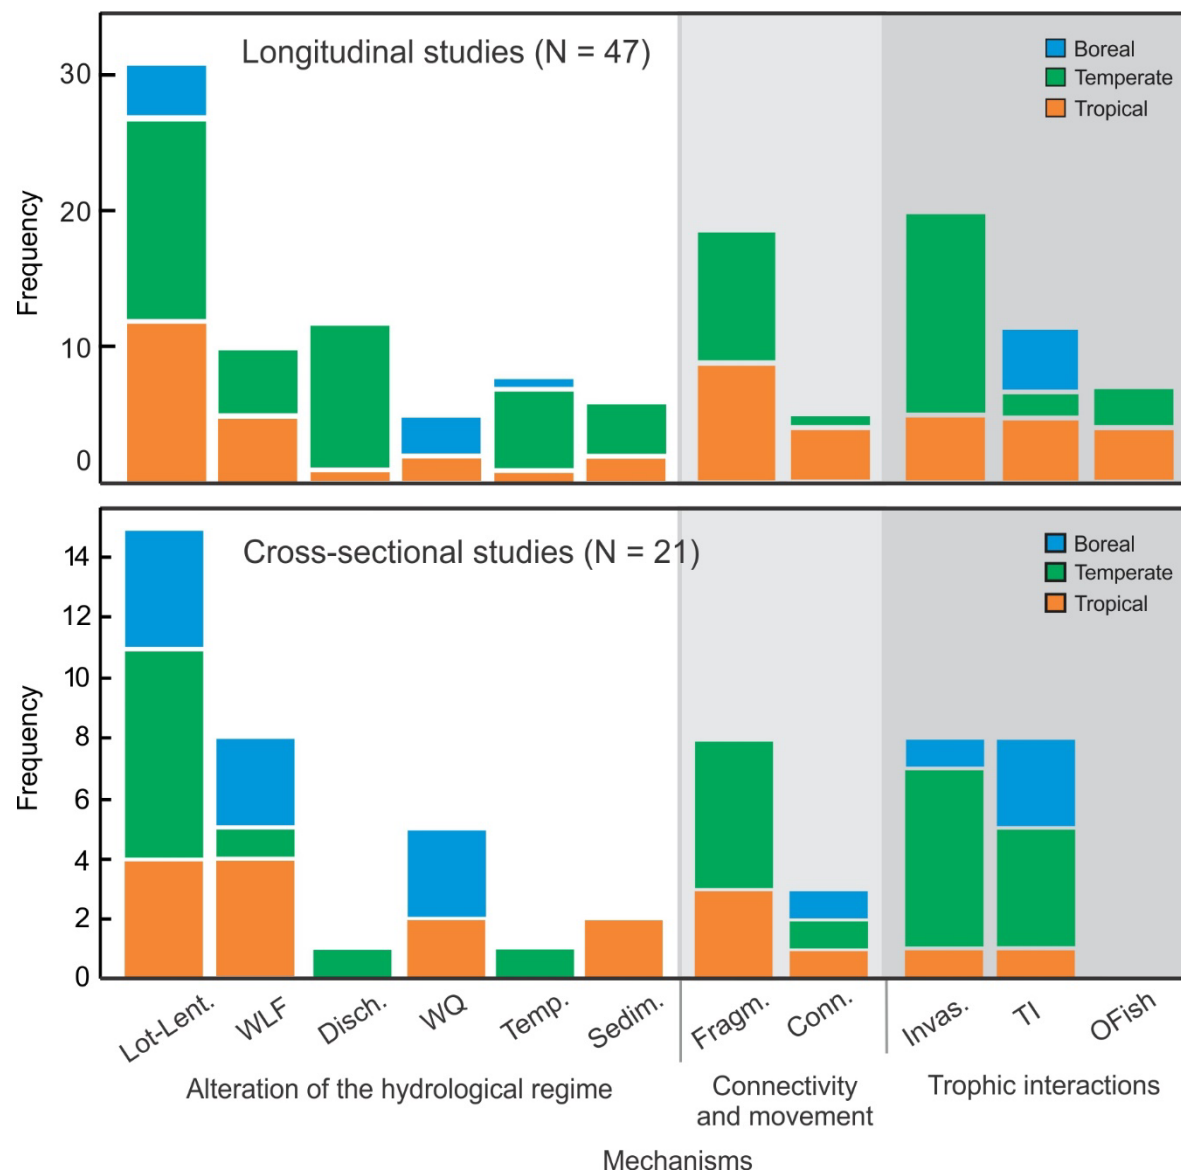 Longitudinal studies (N = 47)
Boreal
Temperate
Tropical
30
20
10
0
Frequency
Cross-sectional studies (N = 21)
Boreal
Temperate
Tropical
14
12
10
8
6
4
2
0
Frequency
Lot-Lent.
WLF
Disch.
WQ
Temp.
Sedim.
Fragm.
Conn.
Invas.
TI
OFish
Alteration of the hydrological regime
Connectivity
and movement
Trophic interactions
Mechanisms